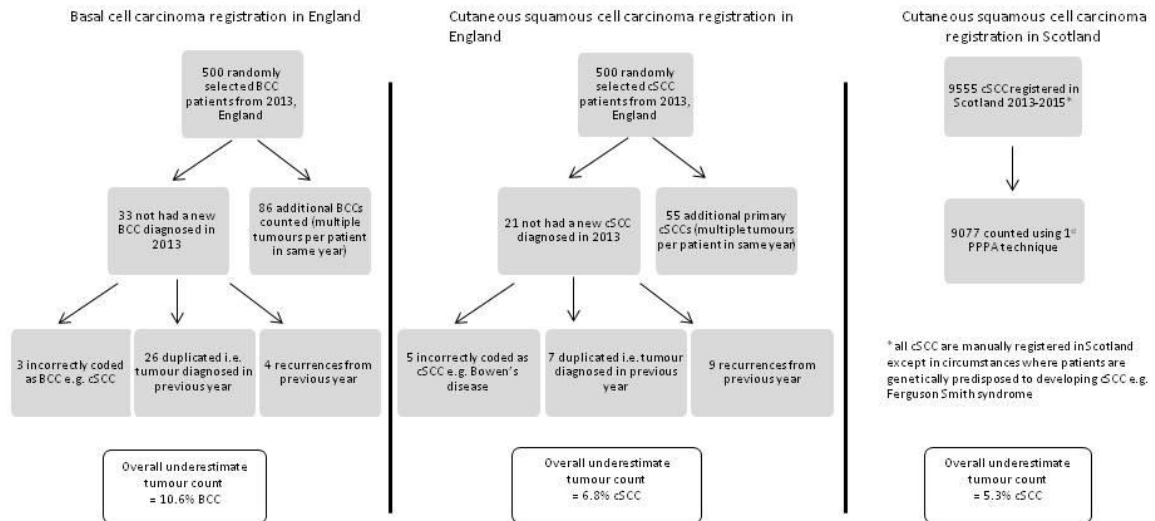 Basal cell carcinoma registration in England
500 randomly
selected BCC
patients from 2013,
England
33 not had a new
BCC diagnosed in
2013
86 additional BCCs
counted (multiple
tumours per patient
in same year)
3 incorrectly coded
as BCC e.g. cSCC
26 duplicated i.e.
tumour diagnosed in
previous year
4 recurrences from
previous year
Overall underestimate
tumour count
= 10.6% BCC
Cutaneous squamous cell carcinoma registration in
England
500 randomly
selected cSCC
patients from 2013,
England
21 not had a new cSCC
diagnosed in 2013
55 additional primary
cSCCs (multiple tumours
per patient in same year)
5 incorrectly coded as
cSCC e.g. Bowen's
disease
7 duplicated i.e. tumour
diagnosed in previous year
9 recurrences from
previous year
Overall underestimate
tumour count
= 6.8% cSCC
Cutaneous squamous cell carcinoma
registration in Scotland
9555 cSCC registered in
Scotland 2013-2015*
9077 counted using 1st
PPPA technique
*all cSCC are manually registered in Scotland
except in circumstances where patients are
genetically predisposed to developing cSCC e.g.
Ferguson Smith syndrome
Overall underestimate
tumour count
= 5.3% cSCC